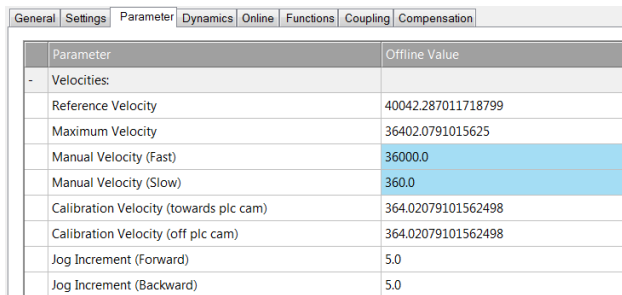 General Settings Parameter Dynamics Online Functions Coupling Compensation
Parameter Offline Value
- Velocities:
Reference Velocity 40042.287011718799
Maximum Velocity 36402.0791015625
Manual Velocity (Fast) 36000.0
Manual Velocity (Slow) 360.0
Calibration Velocity (towards plc cam) 364.02079101562498
Calibration Velocity (off plc cam) 364.02079101562498
Jog Increment (Forward) 5.0
Jog Increment (Backward) 5.0